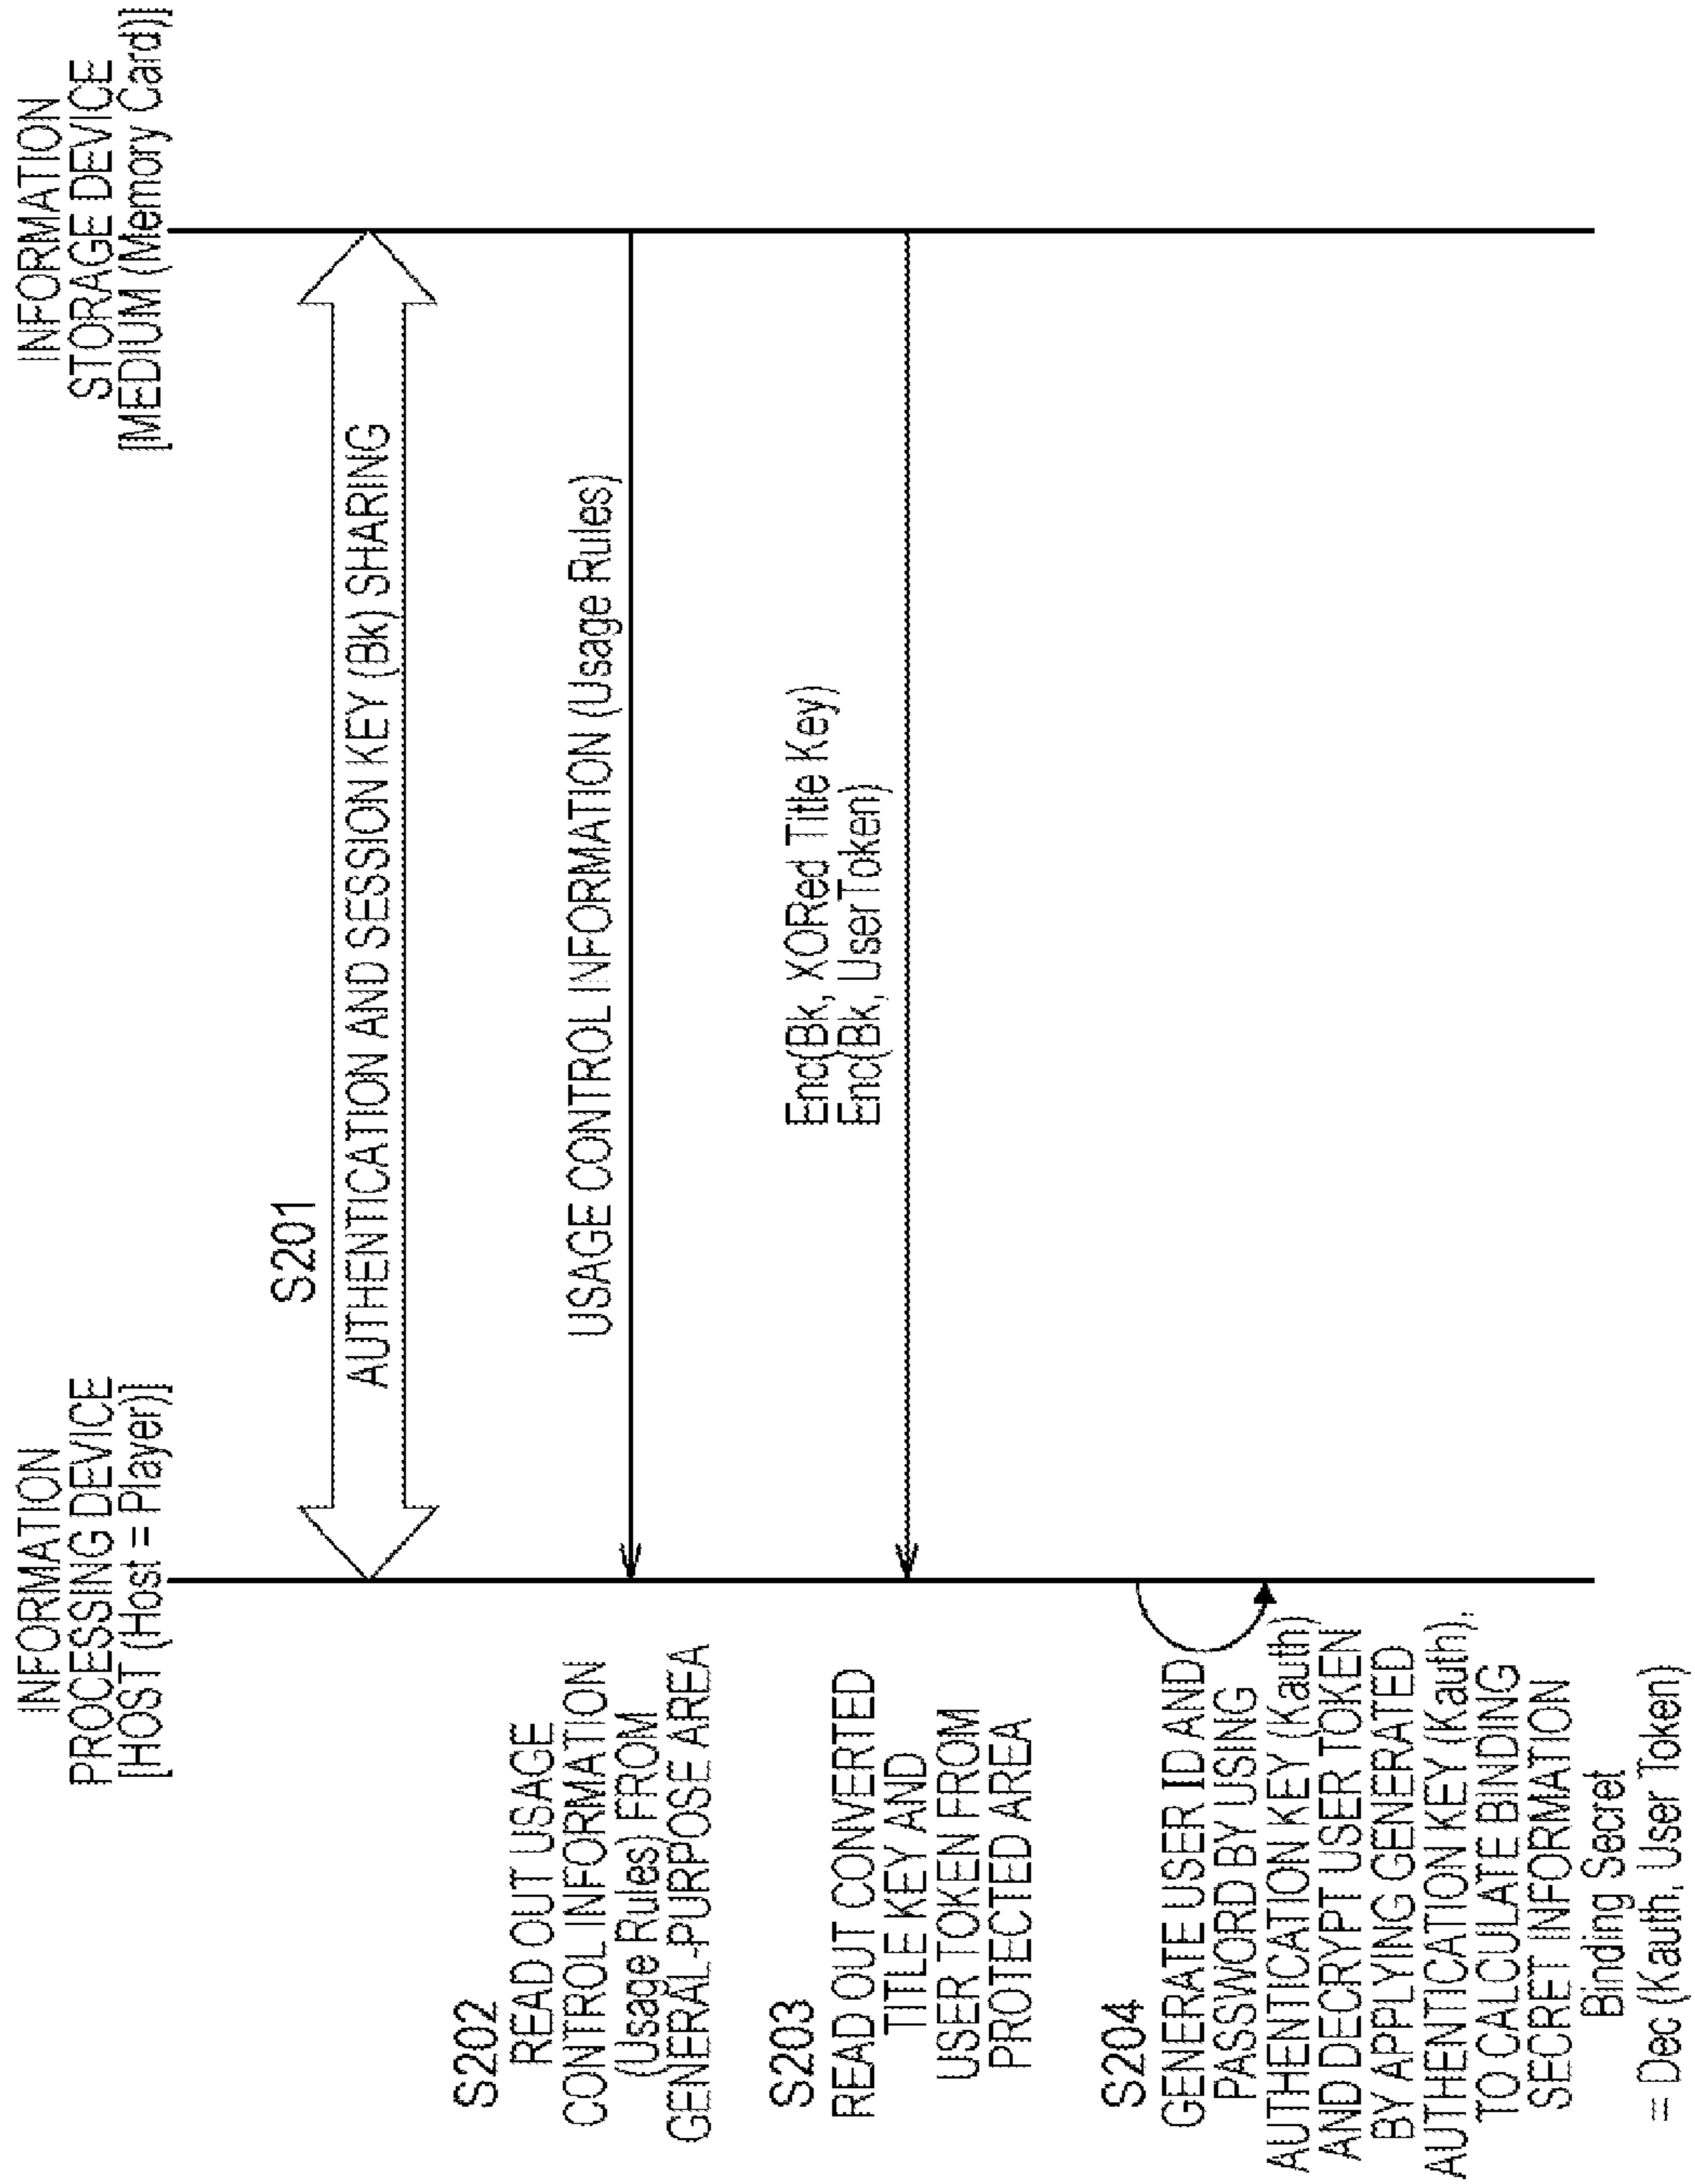 INFORMATION
PROCESSING DEVICE
[HOST (Host = Player)]
INFORMATION
STORAGE DEVICE
[MEDIUM (Memory Card)]
S201
AUTHENTICATION AND SESSION KEY (Bk) SHARING
S202
READ OUT USAGE
CONTROL INFORMATION
(Usage Rules) FROM
GENERAL-PURPOSE AREA
USAGE CONTROL INFORMATION (Usage Rules)
S203
READ OUT CONVERTED
TITLE KEY AND
USER TOKEN FROM
PROTECTED AREA
Enc(Bk, XORed Title Key)
Enc(Bk, UserToken)
S204
GENERATE USER ID AND
PASSWORD BY USING
AUTHENTICATION KEY (Kauth)
AND DECRYPT USER TOKEN
BY APPLYING GENERATED
AUTHENTICATION KEY (Kauth),
TO CALCULATE BINDING
SECRET INFORMATION
Binding Secret
= Dec (Kauth, User Token)